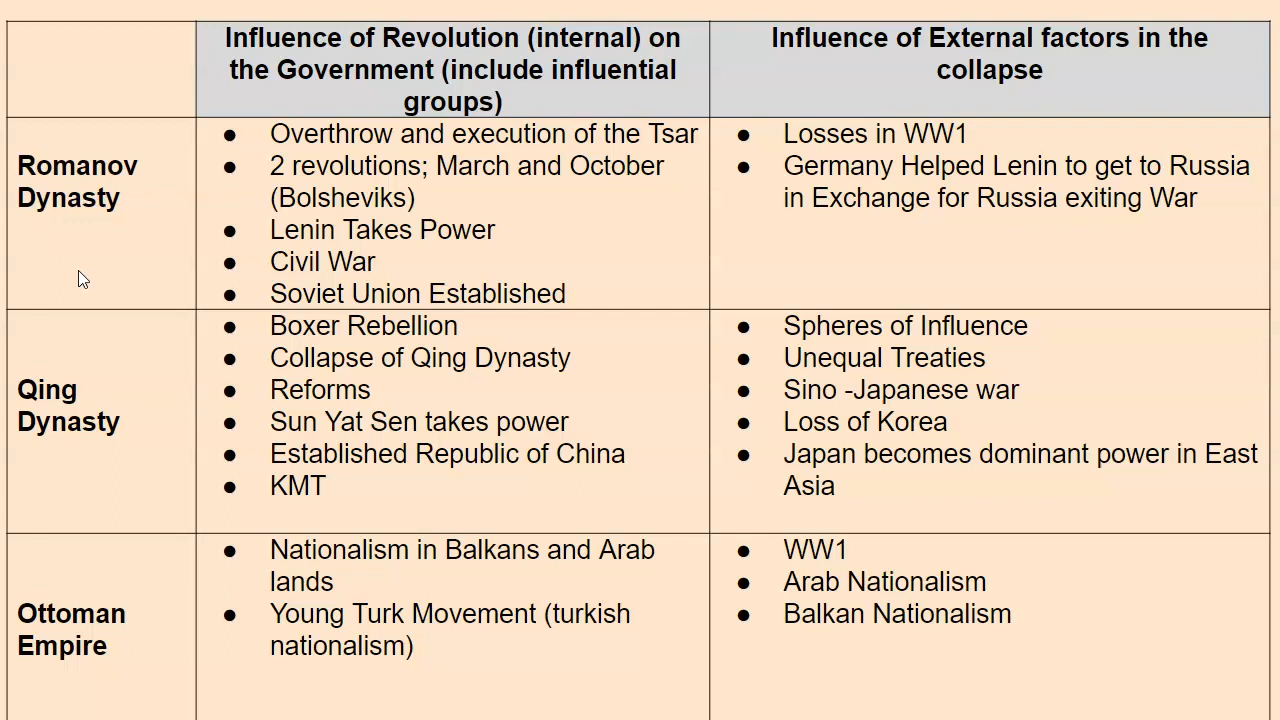 Influence of Revolution (internal) on
the Government (include influential
groups)
Influence of External factors in the
collapse
Romanov
Dynasty
● Overthrow and execution of the Tsar
● 2 revolutions; March and October
(Bolsheviks)
● Lenin Takes Power
● Civil War
● Soviet Union Established
● Losses in WW1
● Germany Helped Lenin to get to Russia
in Exchange for Russia exiting War
Qing
Dynasty
● Boxer Rebellion
● Collapse of Qing Dynasty
● Reforms
● Sun Yat Sen takes power
● Established Republic of China
● KMT
● Spheres of Influence
● Unequal Treaties
● Sino -Japanese war
● Loss of Korea
● Japan becomes dominant power in East
Asia
Ottoman
Empire
● Nationalism in Balkans and Arab
lands
● Young Turk Movement (turkish
nationalism)
● WW1
● Arab Nationalism
● Balkan Nationalism